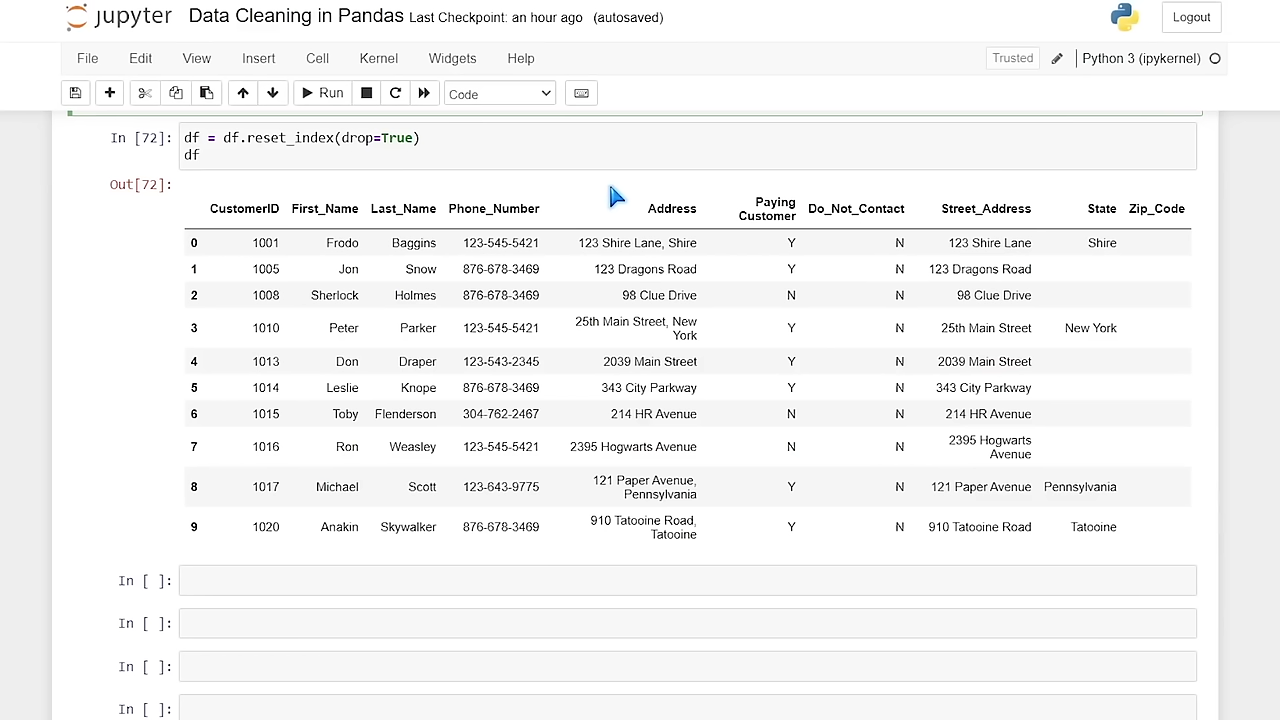 jupyter Data Cleaning in Pandas Last Checkpoint: an hour ago (autosaved) Logout
File Edit View Insert Cell Kernel Widgets Help Trusted Python 3 (ipykernel)
Run Code
In [72]: df = df.reset_index(drop=True)
df
Out[72]:
CustomerID First_Name Last_Name Phone_Number Address Paying Customer Do_Not_Contact Street_Address State Zip_Code
0 1001 Frodo Baggins 123-545-5421 123 Shire Lane, Shire Y N 123 Shire Lane Shire
1 1005 Jon Snow 876-678-3469 123 Dragons Road Y N 123 Dragons Road
2 1008 Sherlock Holmes 876-678-3469 98 Clue Drive N N 98 Clue Drive
3 1010 Peter Parker 123-545-5421 25th Main Street, New York Y N 25th Main Street New York
4 1013 Don Draper 123-543-2345 2039 Main Street Y N 2039 Main Street
5 1014 Leslie Knope 876-678-3469 343 City Parkway Y N 343 City Parkway
6 1015 Toby Flenderson 304-762-2467 214 HR Avenue N N 214 HR Avenue
7 1016 Ron Weasley 123-545-5421 2395 Hogwarts Avenue N N 2395 Hogwarts Avenue
8 1017 Michael Scott 123-643-9775 121 Paper Avenue, Pennsylvania Y N 121 Paper Avenue Pennsylvania
9 1020 Anakin Skywalker 876-678-3469 910 Tatooine Road, Tatooine Y N 910 Tatooine Road Tatooine
In [ ]:
In [ ]:
In [ ]:
In [ ]: